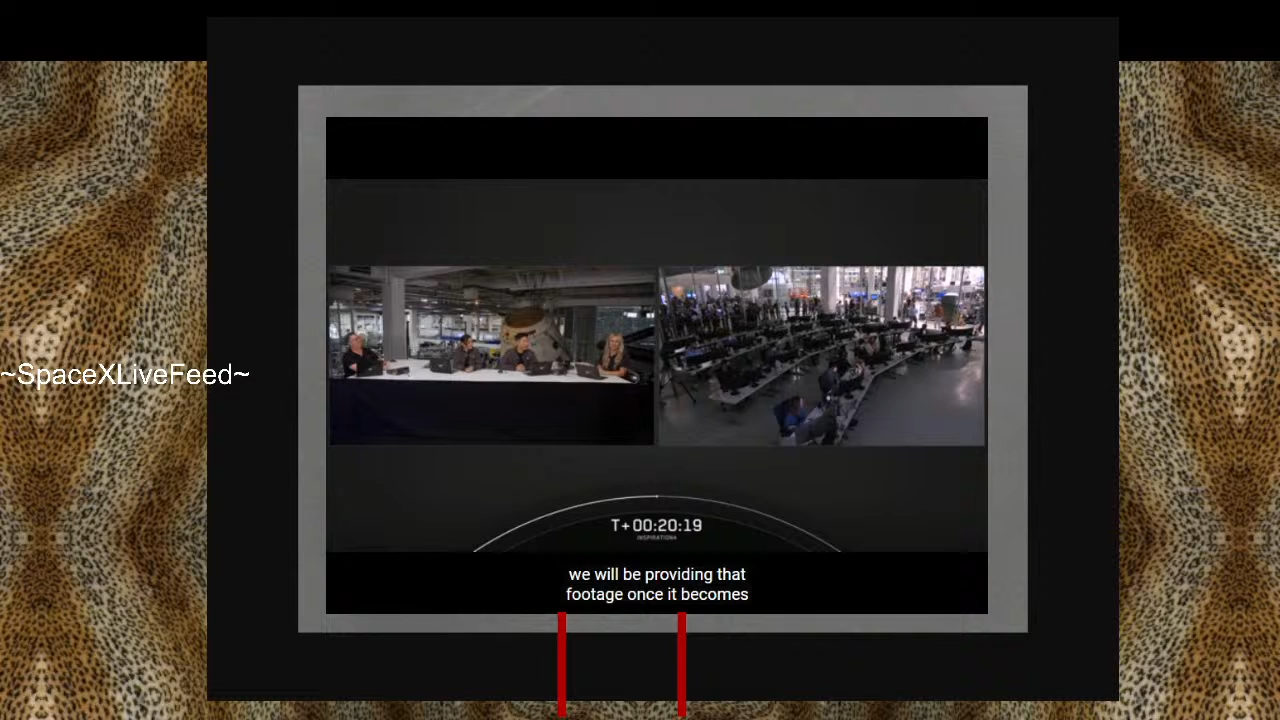 ~SpaceXLiveFeed~
T+00:20:19
INSPIRATION4
we will be providing that
footage once it becomes